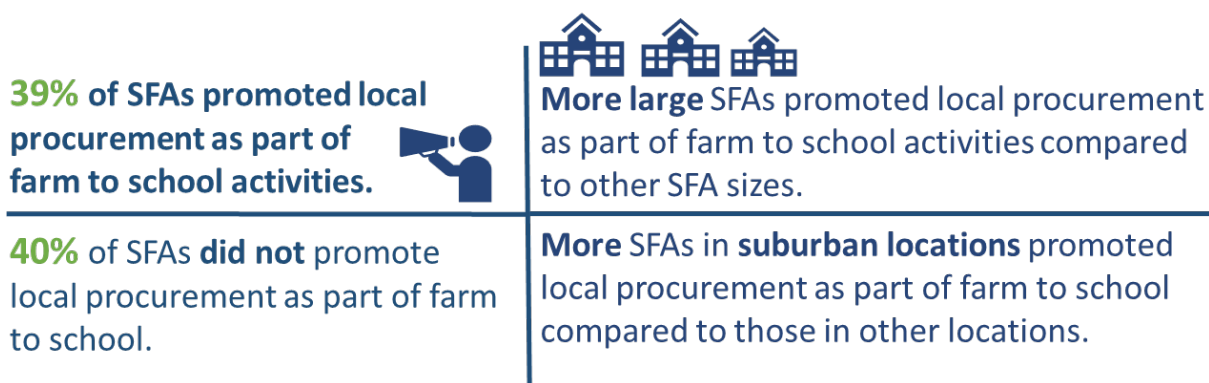 39% of SFAs promoted local
procurement as part of
farm to school activities.
More large SFAs promoted local procurement
as part of farm to school activities compared
to other SFA sizes.
40% of SFAs did not promote
local procurement as part of farm
to school.
More SFAs in suburban locations promoted
local procurement as part of farm to school
compared to those in other locations.